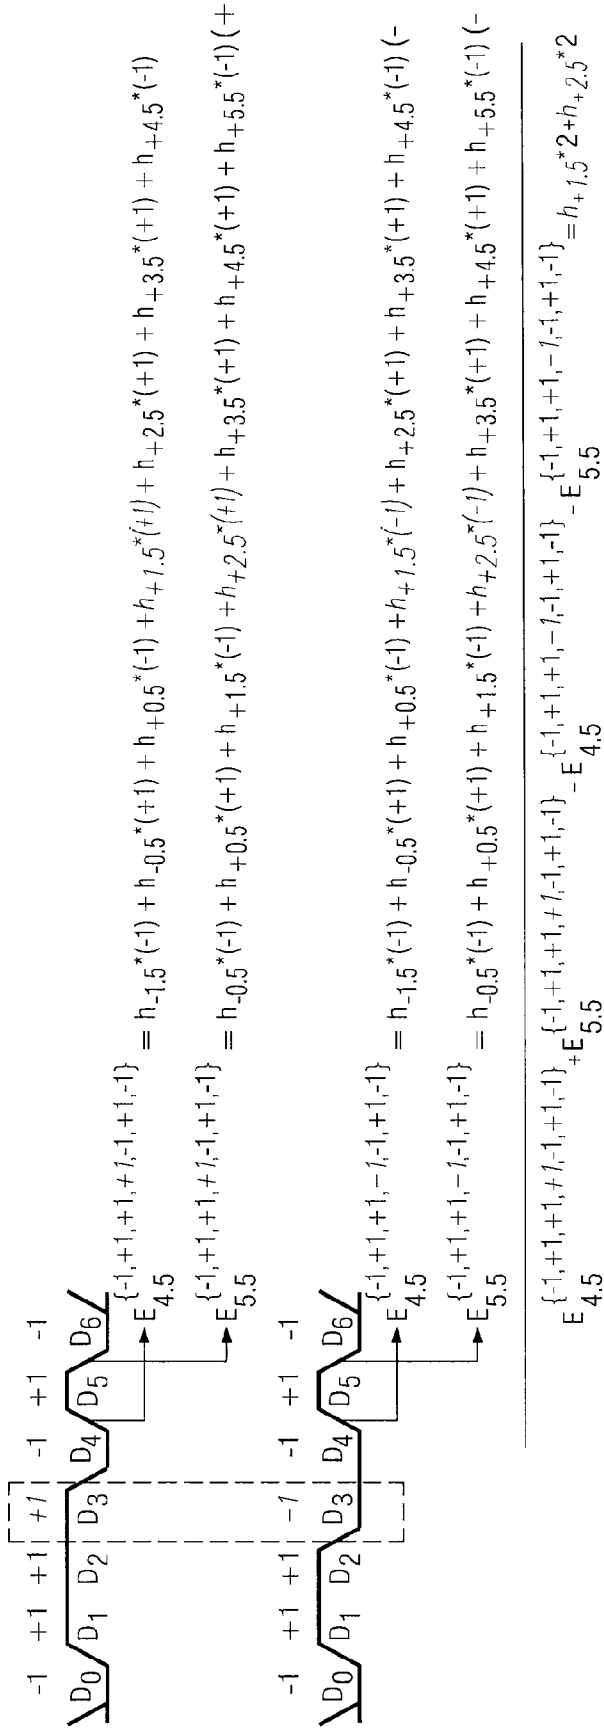 -1 +1 +1 +1 -1 +1 -1
D0 D1 D2 D3 D4 D5 D6
E4.5{-1,+1,+1,+1,-1,+1,-1} = h-1.5*(-1) + h-0.5*(+1) + h+0.5*(-1) + h+1.5*(+1) + h+2.5*(+1) + h+3.5*(+1) + h+4.5*(-1)
E5.5{-1,+1,+1,+1,-1,+1,-1} = h-0.5*(-1) + h+0.5*(+1) + h+1.5*(-1) + h+2.5*(+1) + h+3.5*(+1) + h+4.5*(+1) + h+5.5*(-1) (+
-1 +1 +1 -1 -1 +1 -1
D0 D1 D2 D3 D4 D5 D6
E4.5{-1,+1,+1,-1,-1,+1,-1} = h-1.5*(-1) + h-0.5*(+1) + h+0.5*(-1) + h+1.5*(-1) + h+2.5*(+1) + h+3.5*(+1) + h+4.5*(-1) (-
E5.5{-1,+1,+1,-1,-1,+1,-1} = h-0.5*(-1) + h+0.5*(+1) + h+1.5*(-1) + h+2.5*(-1) + h+3.5*(+1) + h+4.5*(+1) + h+5.5*(-1) (-
E4.5{-1,+1,+1,+1,-1,+1,-1} +E5.5{-1,+1,+1,+1,-1,+1,-1} -E4.5{-1,+1,+1,-1,-1,+1,-1} -E5.5{-1,+1,+1,-1,-1,+1,-1} =h+1.5*2+h+2.5*2